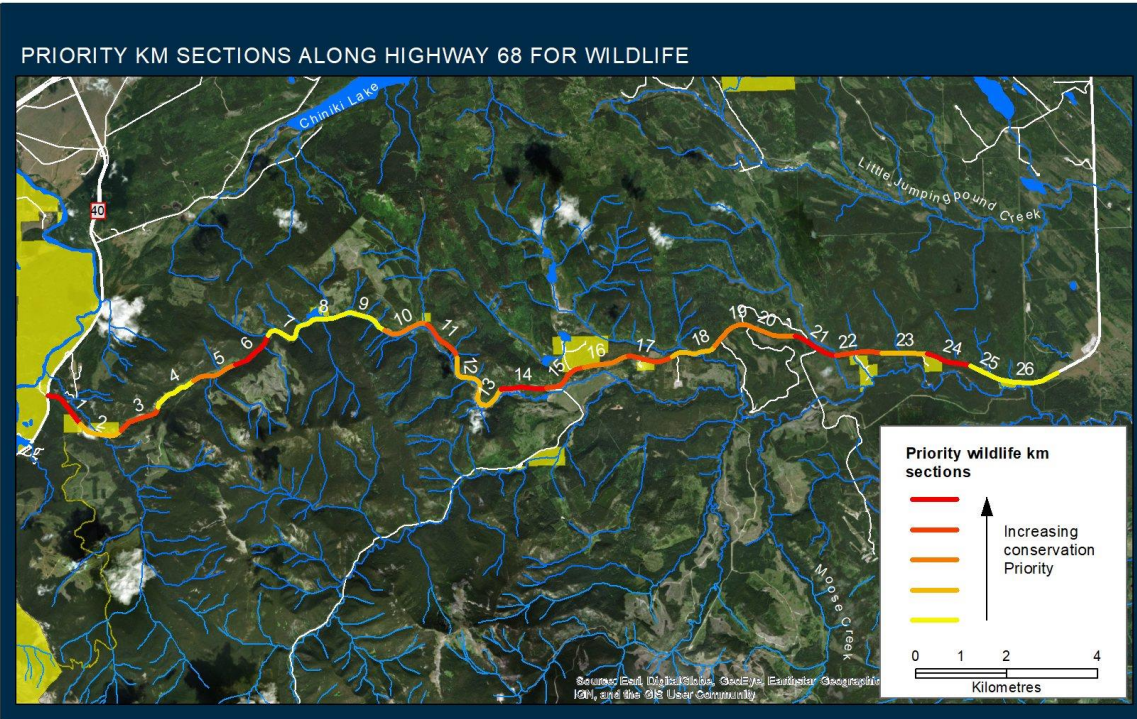 PRIORITY KM SECTIONS ALONG HIGHWAY 68 FOR WILDLIFE
Chiniki Lake
Little Jumpingpound Creek
40
1
2
3
4
5
6
7
8
9
10
11
12
13
14
15
16
17
18
19
20
21
22
23
24
25
26
Moose Creek
Priority wildlife km
sections
Increasing
conservation
Priority
0 1 2 4
Kilometres
Source: Esri, DigitalGlobe, GeoEye, Earthstar Geographic
IGN, and the GIS User Community